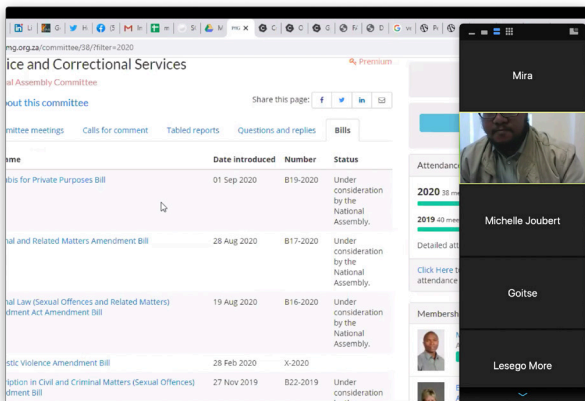 mg.org.za/committee/38/?filter=2020
ice and Correctional Services
Premium
al Assembly Committee
out this committee
Share this page:
mittee meetings Calls for comment Tabled reports Questions and replies Bills
ame Date introduced Number Status
abis for Private Purposes Bill 01 Sep 2020 B19-2020 Under
consideration
by the
National
Assembly.
nal and Related Matters Amendment Bill 28 Aug 2020 B17-2020 Under
consideration
by the
National
Assembly.
nal Law (Sexual Offences and Related Matters) 19 Aug 2020 B16-2020 Under
dment Act Amendment Bill consideration
by the
National
Assembly.
estic Violence Amendment Bill 28 Feb 2020 X-2020
ription in Civil and Criminal Matters (Sexual Offences) 27 Nov 2019 B22-2019 Under
dment Bill consideration
Attendance
2020 38 me
2019 40 mee
Detailed att
Click Here t
attendance
Membersh
Mira
Michelle Joubert
Goitse
Lesego More